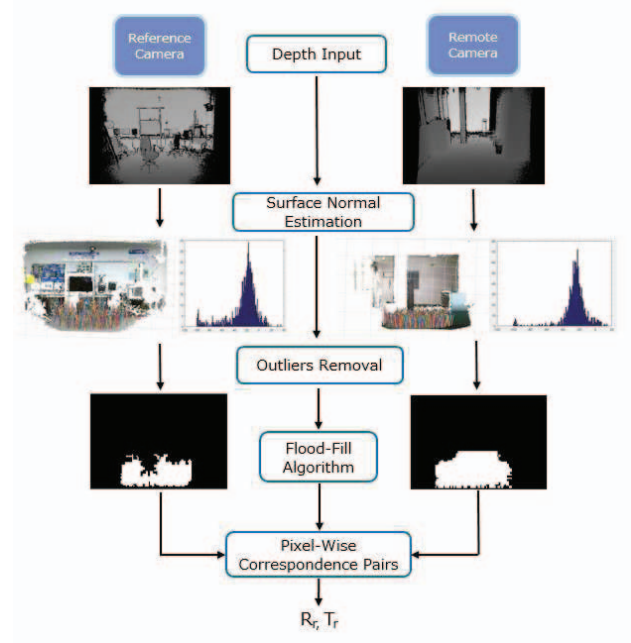 Reference
Camera
Depth Input
Remote
Camera
Surface Normal
Estimation
Outliers Removal
Flood-Fill
Algorithm
Pixel-Wise
Correspondence Pairs
Rr, Tr